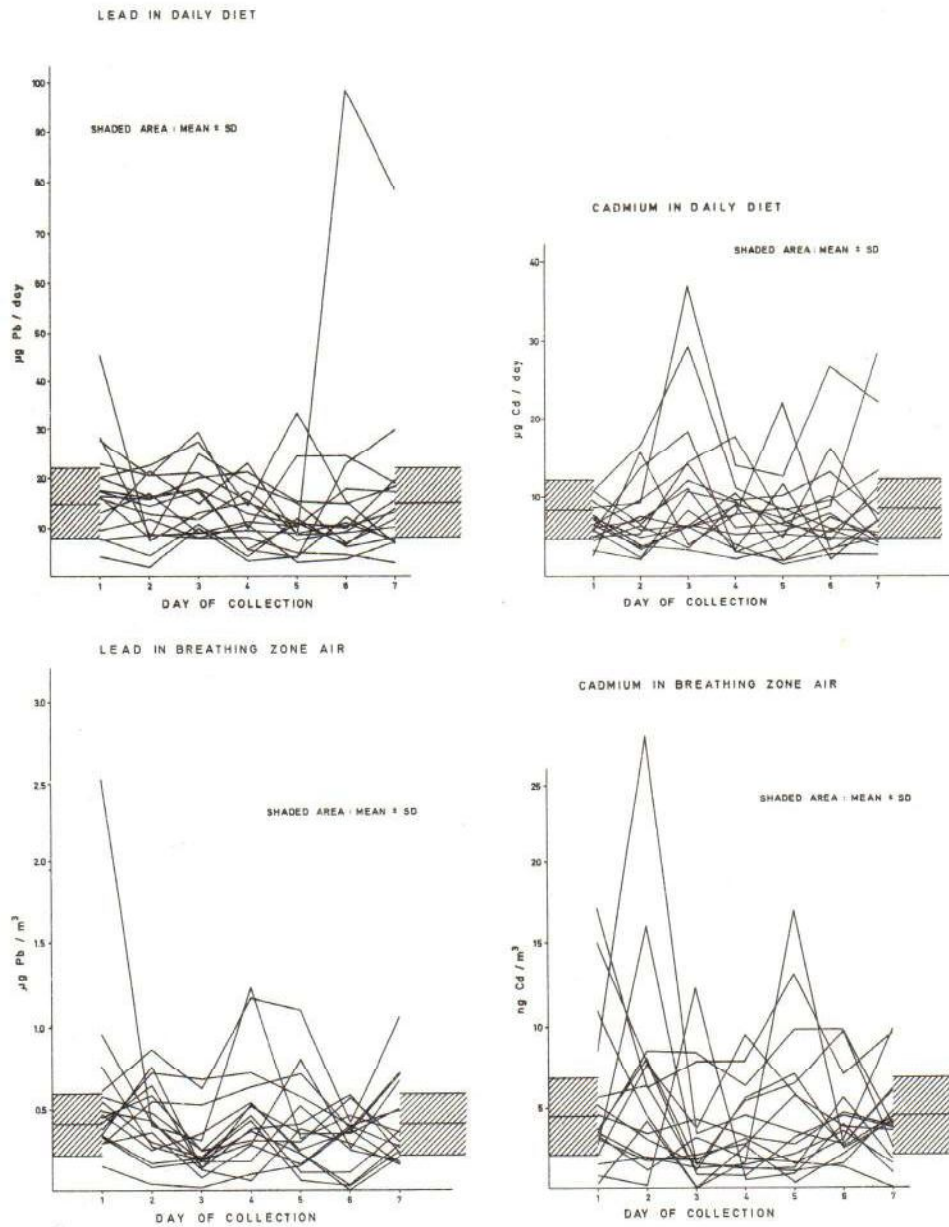 LEAD IN DAILY DIET
SHADED AREA : MEAN ± SD
100
90
80
70
60
50
40
30
20
10
µg Pb / day
1 2 3 4 5 6 7
DAY OF COLLECTION
CADMIUM IN DAILY DIET
SHADED AREA : MEAN ± SD
40
30
20
10
µg Cd / day
1 2 3 4 5 6 7
DAY OF COLLECTION
LEAD IN BREATHING ZONE AIR
3.0
2.5
SHADED AREA : MEAN ± SD
2.0
1.5
1.0
0.5
µg Pb / m³
1 2 3 4 5 6 7
DAY OF COLLECTION
CADMIUM IN BREATHING ZONE AIR
25
SHADED AREA : MEAN ± SD
20
15
10
5
ng Cd / m³
1 2 3 4 5 6 7
DAY OF COLLECTION